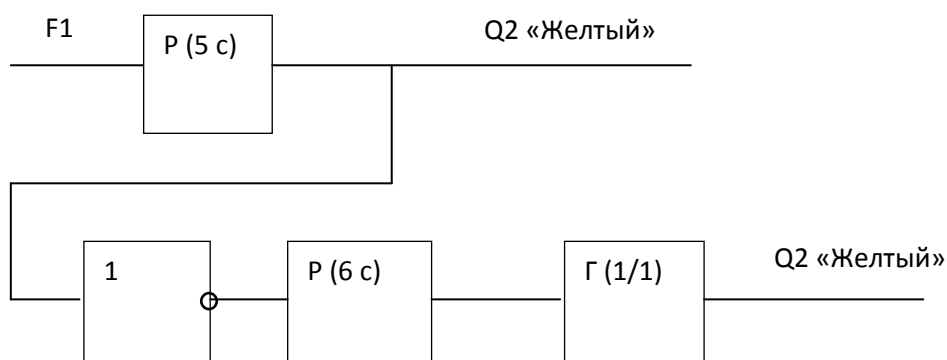 F1
P (5 c)
Q2 «Желтый»
1
P (6 c)
Г (1/1)
Q2 «Желтый»